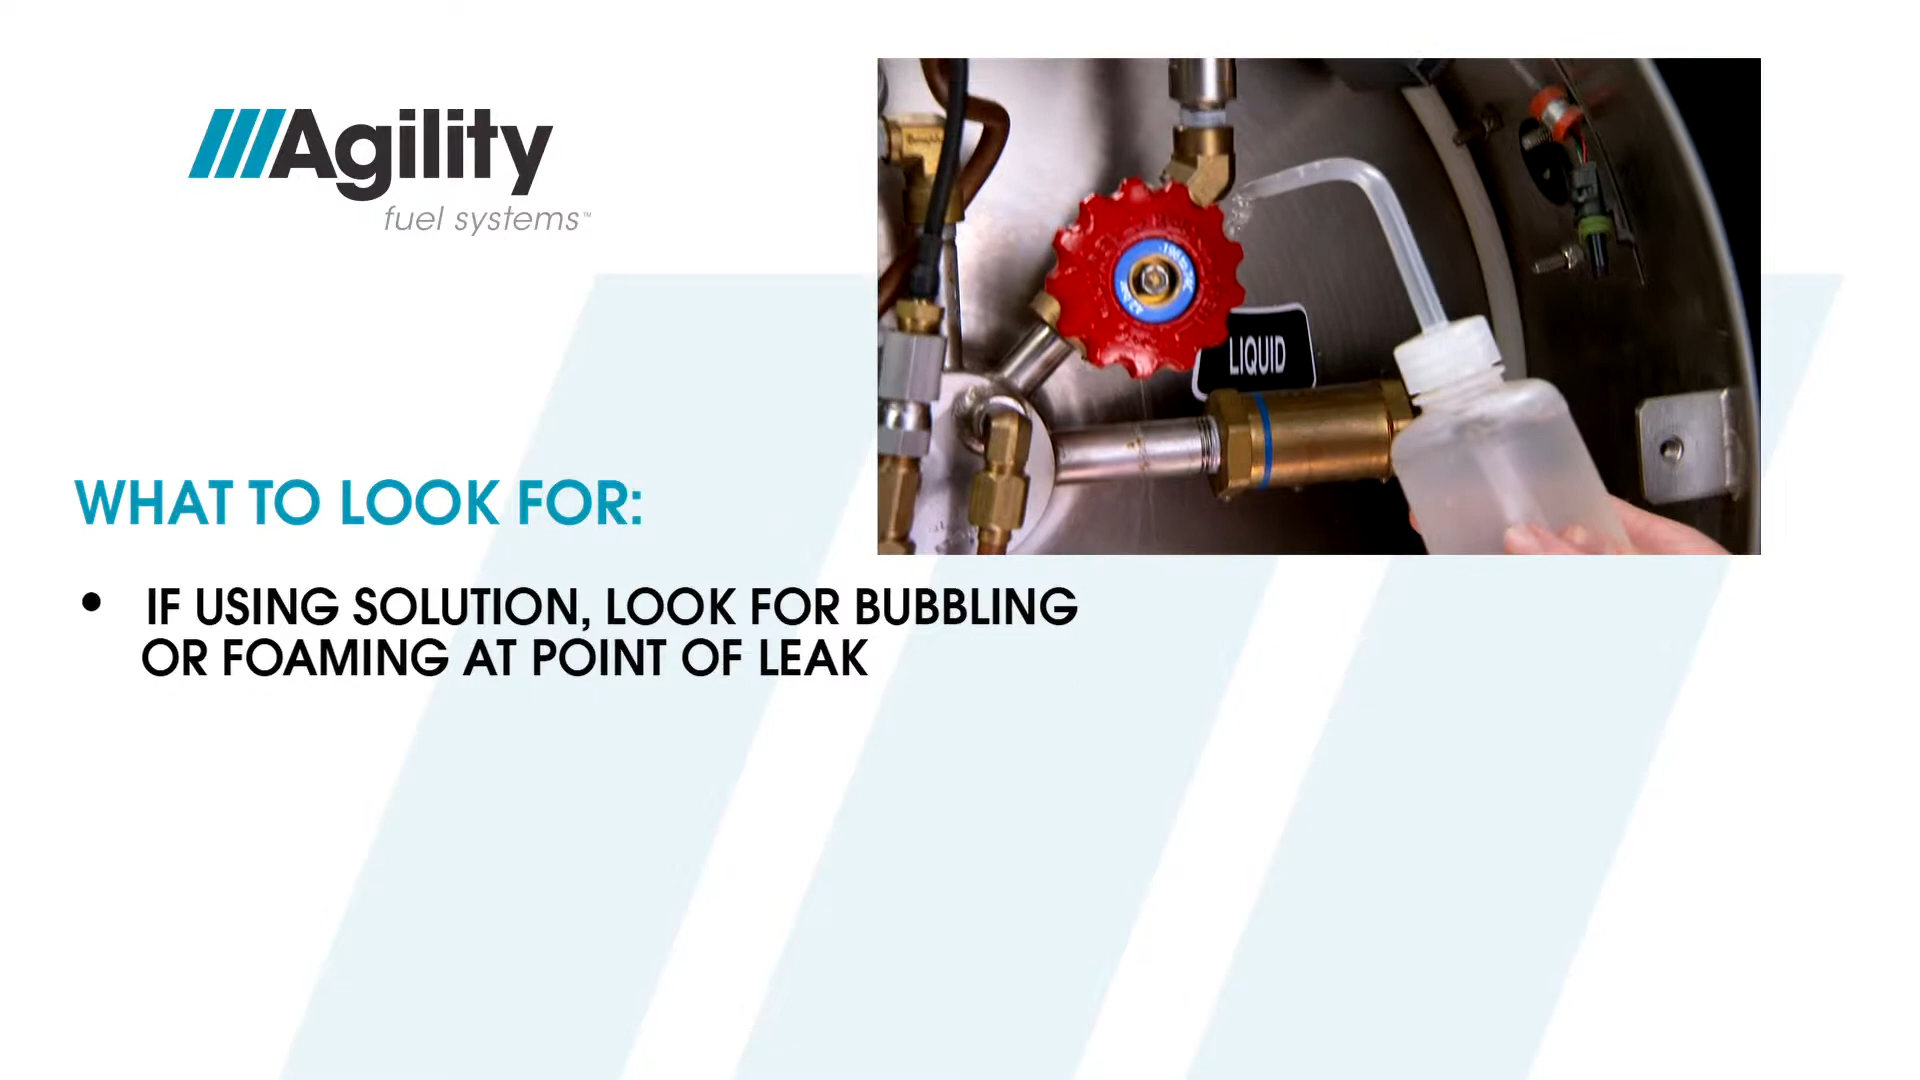 Agility
fuel systems™
LIQUID
WHAT TO LOOK FOR:
• IF USING SOLUTION, LOOK FOR BUBBLING
OR FOAMING AT POINT OF LEAK